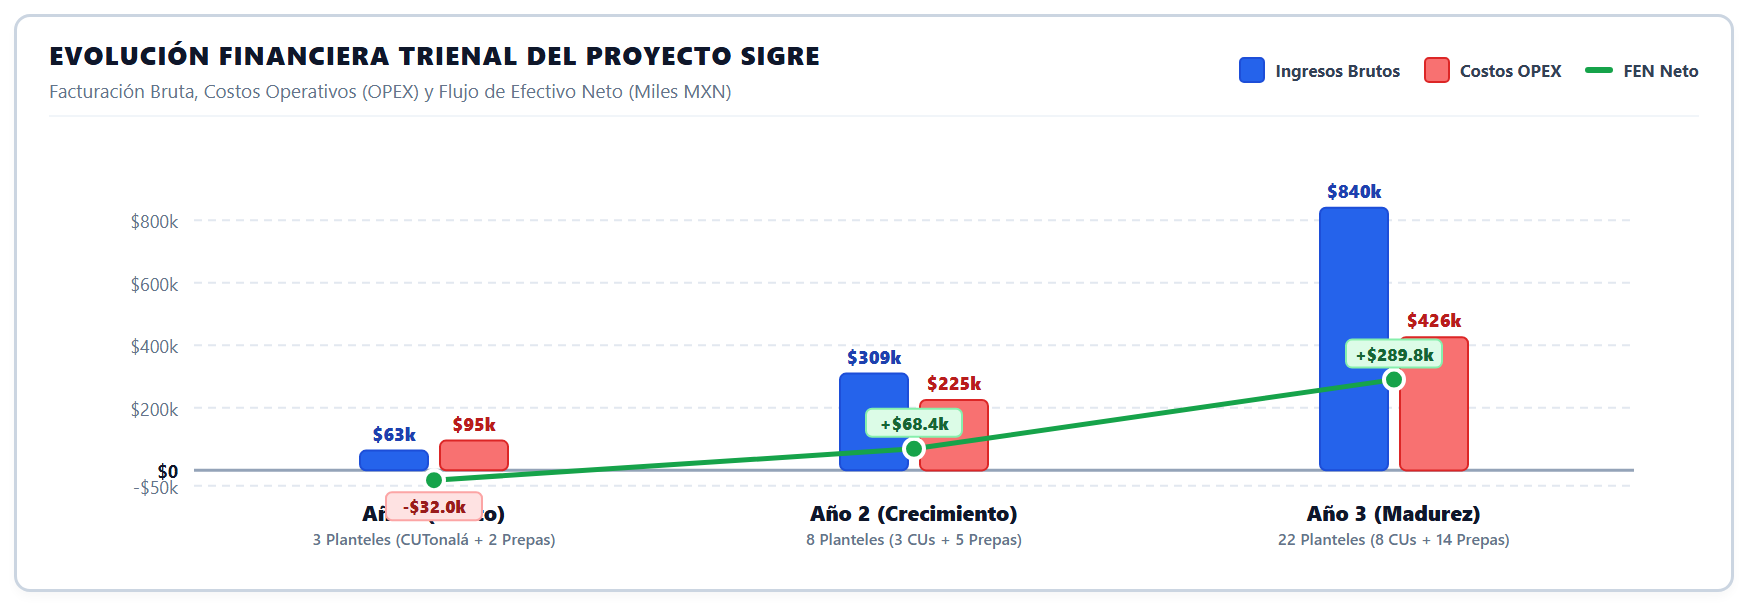 EVOLUCIÓN FINANCIERA TRIENAL DEL PROYECTO SIGRE
Facturación Bruta, Costos Operativos (OPEX) y Flujo de Efectivo Neto (Miles MXN)
Ingresos Brutos
Costos OPEX
FEN Neto
$800k
$600k
$400k
$200k
$0
-$50k
$63k
$95k
-$32.0k
$309k
$225k
+$68.4k
$840k
$426k
+$289.8k
3 Planteles (CUTonalá + 2 Prepas)
Año 2 (Crecimiento)
8 Planteles (3 CUs + 5 Prepas)
Año 3 (Madurez)
22 Planteles (8 CUs + 14 Prepas)